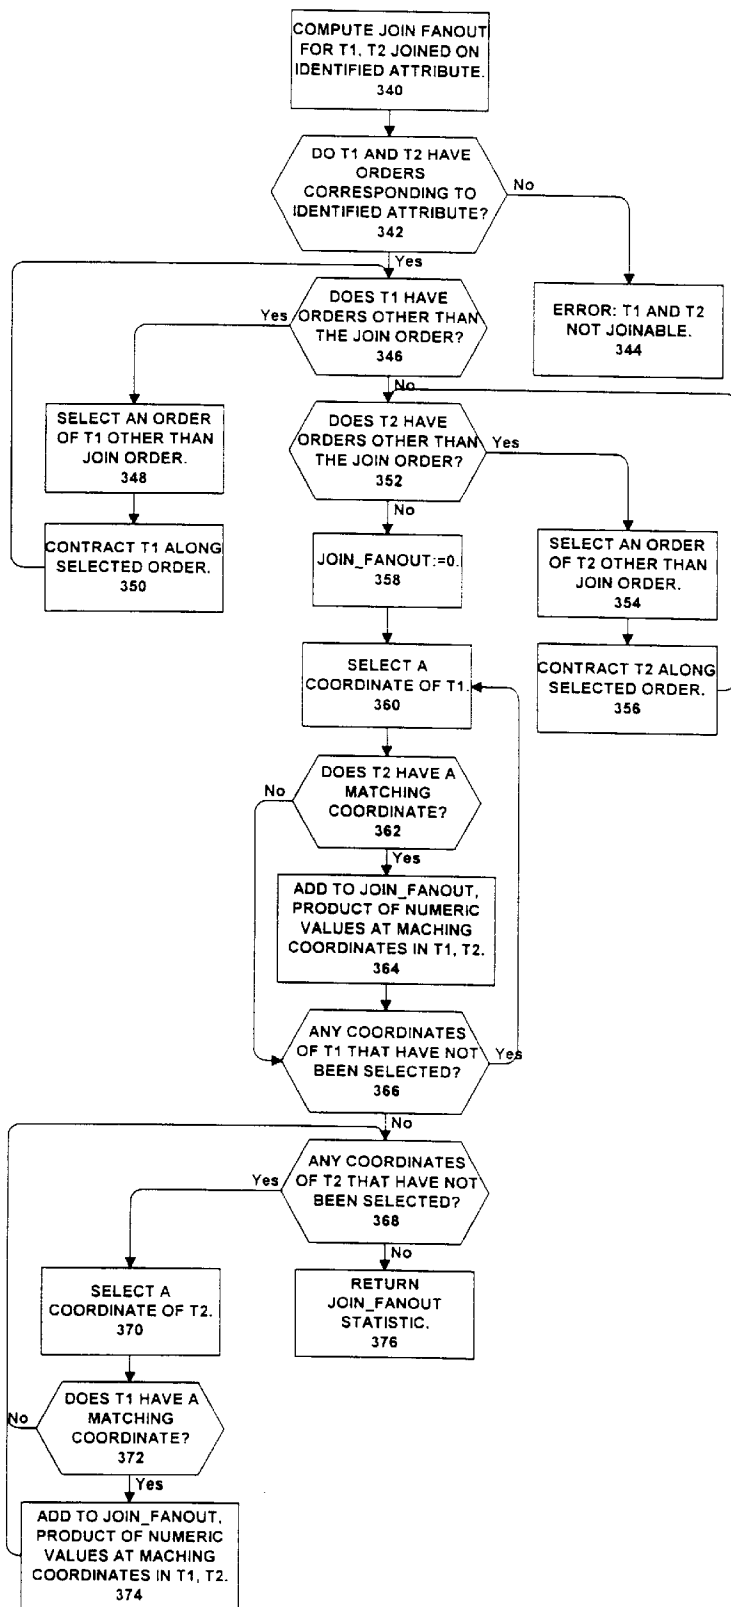 COMPUTE JOIN FANOUT
FOR T1, T2 JOINED ON
IDENTIFIED ATTRIBUTE.
340
DO T1 AND T2 HAVE
ORDERS
CORRESPONDING TO
IDENTIFIED ATTRIBUTE?
342
No
Yes
DOES T1 HAVE
ORDERS OTHER THAN
THE JOIN ORDER?
346
Yes
ERROR: T1 AND T2
NOT JOINABLE.
344
No
SELECT AN ORDER
OF T1 OTHER THAN
JOIN ORDER.
348
DOES T2 HAVE
ORDERS OTHER THAN
THE JOIN ORDER?
352
Yes
No
CONTRACT T1 ALONG
SELECTED ORDER.
350
JOIN_FANOUT:=0.
358
SELECT AN ORDER
OF T2 OTHER THAN
JOIN ORDER.
354
SELECT A
COORDINATE OF T1.
360
CONTRACT T2 ALONG
SELECTED ORDER.
356
DOES T2 HAVE A
MATCHING
COORDINATE?
362
No
Yes
ADD TO JOIN_FANOUT,
PRODUCT OF NUMERIC
VALUES AT MACHING
COORDINATES IN T1, T2.
364
ANY COORDINATES
OF T1 THAT HAVE NOT
BEEN SELECTED?
366
Yes
No
ANY COORDINATES
OF T2 THAT HAVE NOT
BEEN SELECTED?
368
Yes
No
SELECT A
COORDINATE OF T2.
370
RETURN
JOIN_FANOUT
STATISTIC.
376
DOES T1 HAVE A
MATCHING
COORDINATE?
372
No
Yes
ADD TO JOIN_FANOUT,
PRODUCT OF NUMERIC
VALUES AT MACHING
COORDINATES IN T1, T2.
374